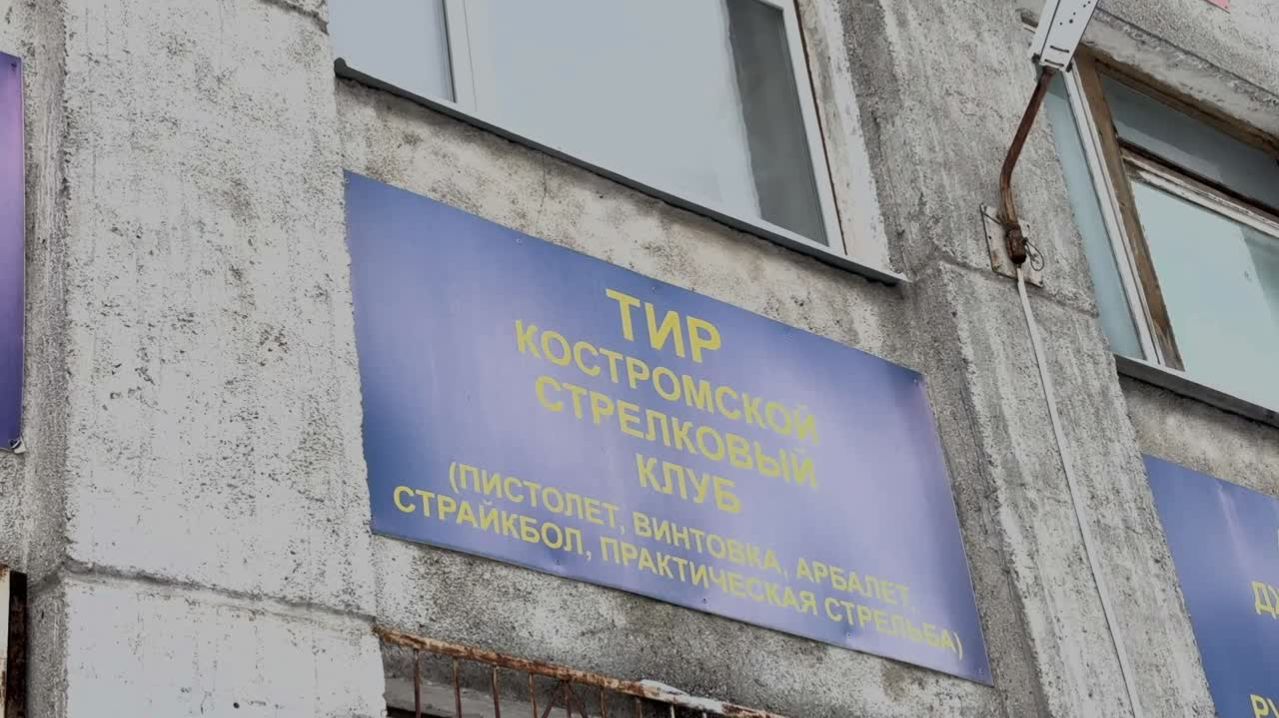 ТИР
КОСТРОМСКОЙ
СТРЕЛКОВЫЙ
КЛУБ
(ПИСТОЛЕТ, ВИНТОВКА, АРБАЛЕТ,
СТРАЙКБОЛ, ПРАКТИЧЕСКАЯ СТРЕЛЬБА)